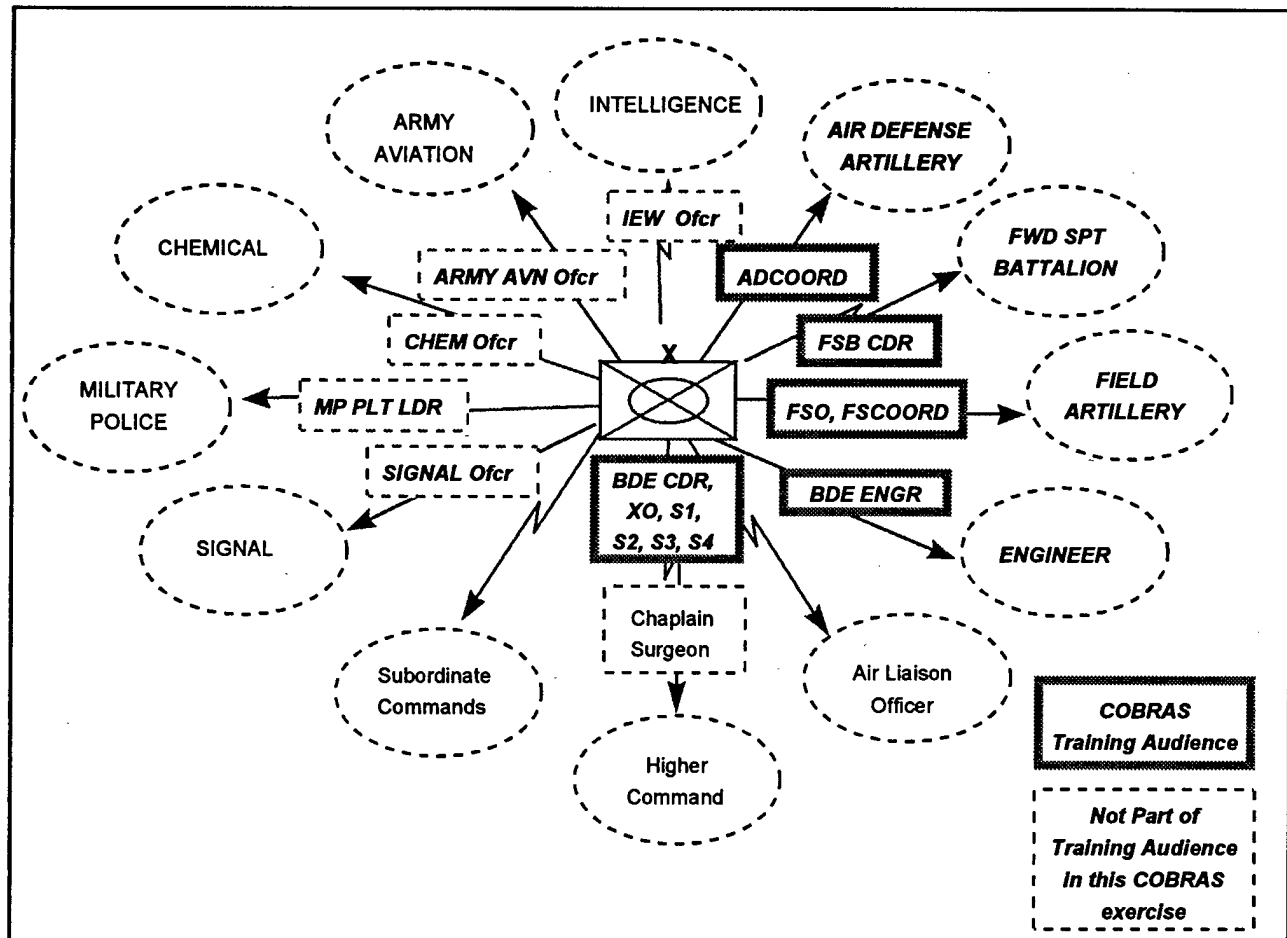 INTELLIGENCE
ARMY
AVIATION
AIR DEFENSE
ARTILLERY
IEW Ofcr
CHEMICAL
ARMY AVN Ofcr
ADCOORD
FWD SPT
BATTALION
CHEM Ofcr
X
FSB CDR
MILITARY
POLICE
MP PLT LDR
FSO, FSCOORD
FIELD
ARTILLERY
SIGNAL Ofcr
BDE CDR,
XO, S1,
S2, S3, S4
BDE ENGR
SIGNAL
ENGINEER
Chaplain
Surgeon
Subordinate
Commands
Air Liaison
Officer
Higher
Command
COBRAS
Training Audience
Not Part of
Training Audience
in this COBRAS
exercise